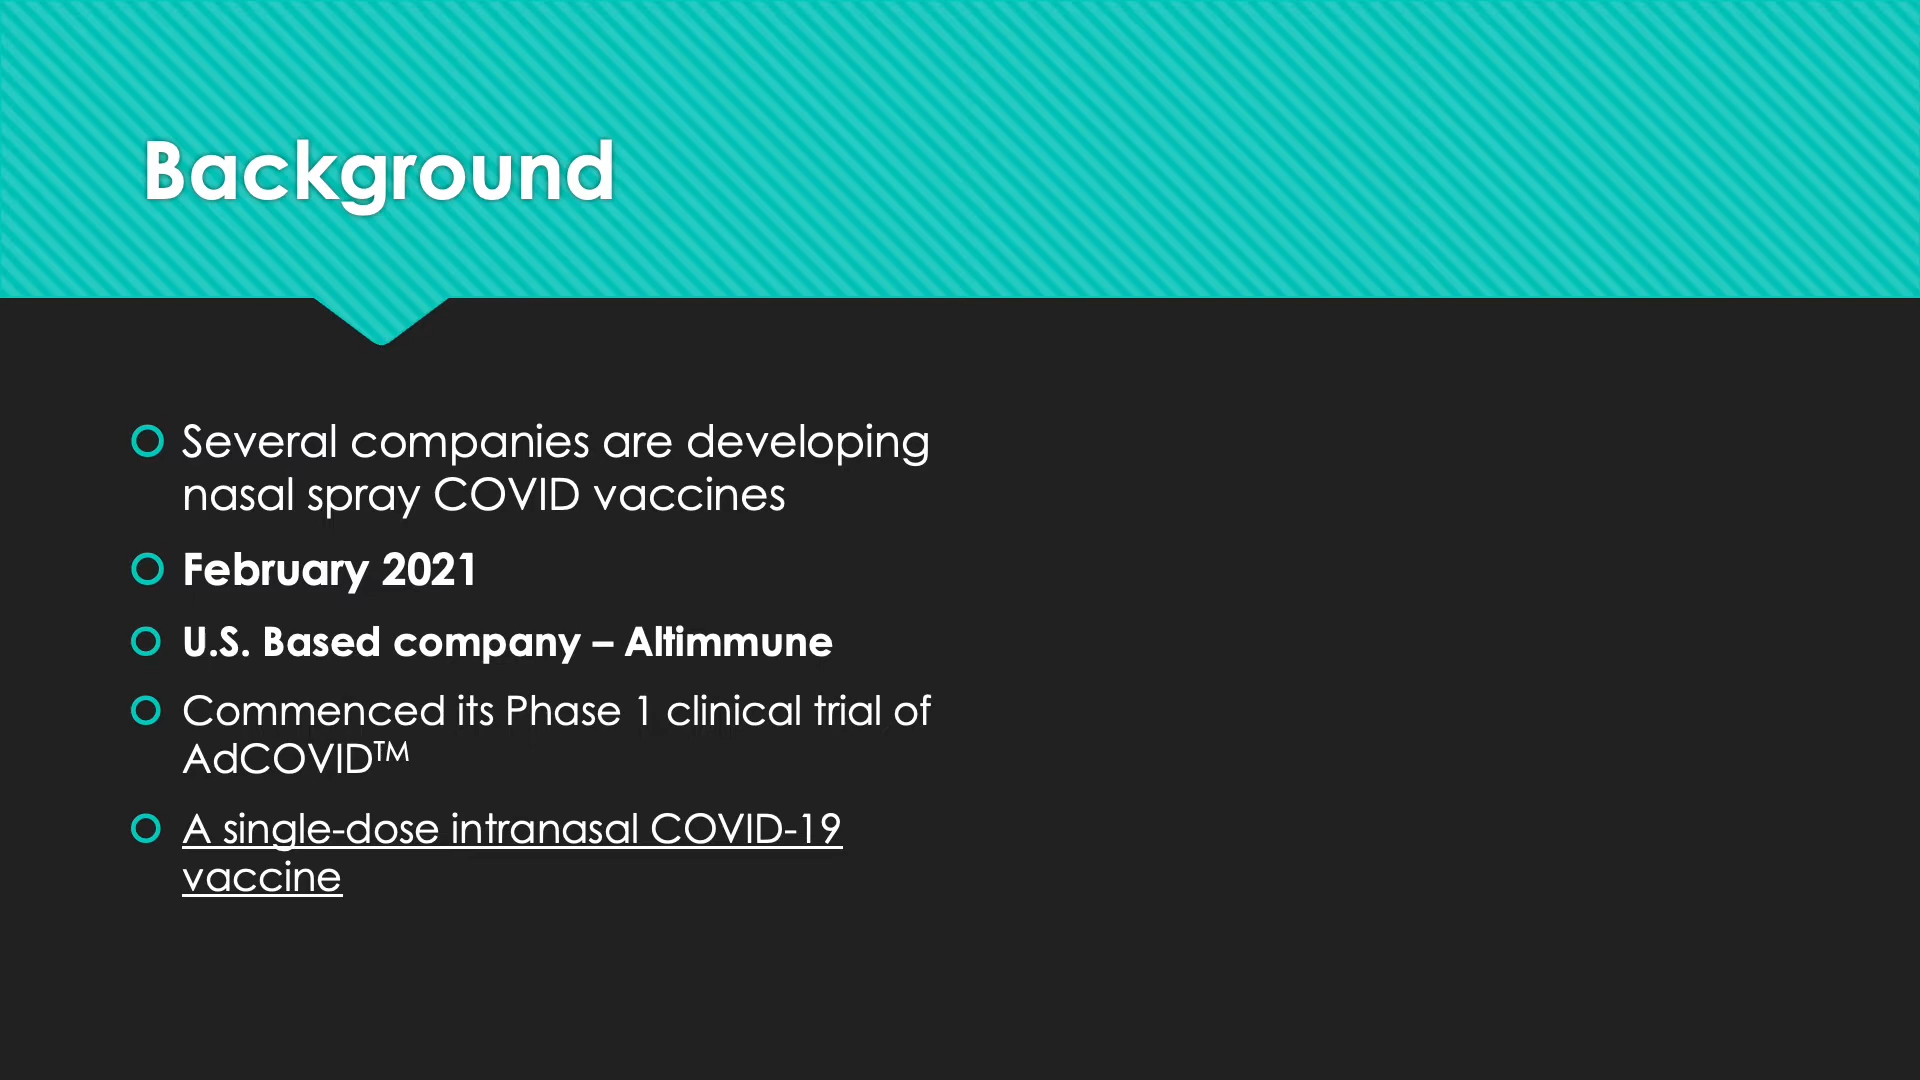 Background
Several companies are developing
nasal spray COVID vaccines
February 2021
U.S. Based company – Altimmune
Commenced its Phase 1 clinical trial of
AdCOVID™
A single-dose intranasal COVID-19
vaccine